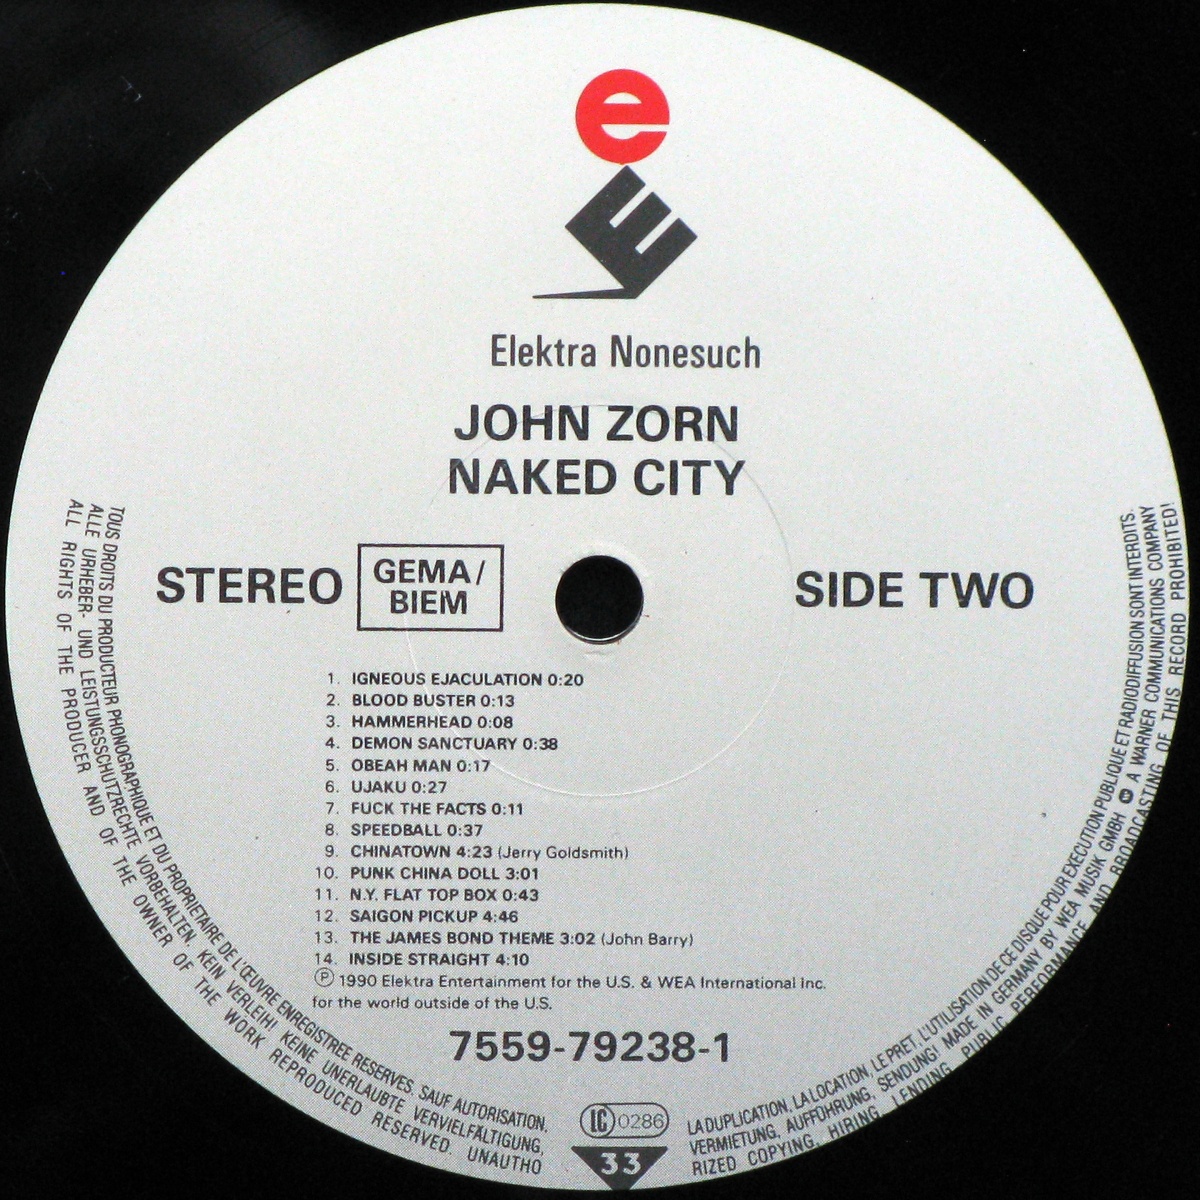 e
E
Elektra Nonesuch
JOHN ZORN
NAKED CITY
STEREO
GEMA/
BIEM
SIDE TWO
1. IGNEOUS EJACULATION 0:20
2. BLOOD BUSTER 0:13
3. HAMMERHEAD 0:08
4. DEMON SANCTUARY 0:38
5. OBEAH MAN 0:17
6. UJAKU 0:27
7. FUCK THE FACTS 0:11
8. SPEEDBALL 0:37
9. CHINATOWN 4:23 (Jerry Goldsmith)
10. PUNK CHINA DOLL 3:01
11. N.Y. FLAT TOP BOX 0:43
12. SAIGON PICKUP 4:46
13. THE JAMES BOND THEME 3:02 (John Barry)
14. INSIDE STRAIGHT 4:10
℗ 1990 Elektra Entertainment for the U.S. & WEA International Inc.
for the world outside of the U.S.
7559-79238-1
LC 0286
33
TOUS DROITS DU PRODUCTEUR PHONOGRAPHIQUE ET DU PROPRIETAIRE DE L'ŒUVRE ENREGISTREE RESERVES. SAUF AUTORISATION, LA DUPLICATION, LA LOCATION, LE PRET, L'UTILISATION DE CE DISQUE POUR EXECUTION PUBLIQUE ET RADIODIFFUSION SONT INTERDITS.
ALLE URHEBER- UND LEISTUNGSSCHUTZRECHTE VORBEHALTEN. KEIN VERLEIH! KEINE UNERLAUBTE VERVIELFÄLTIGUNG, VERMIETUNG, AUFFÜHRUNG, SENDUNG! MADE IN GERMANY BY WEA MUSIK GMBH A WARNER COMMUNICATIONS COMPANY
ALL RIGHTS OF THE PRODUCER AND OF THE OWNER OF THE WORK REPRODUCED RESERVED. UNAUTHORIZED COPYING, HIRING, LENDING, PUBLIC PERFORMANCE AND BROADCASTING OF THIS RECORD PROHIBITED!